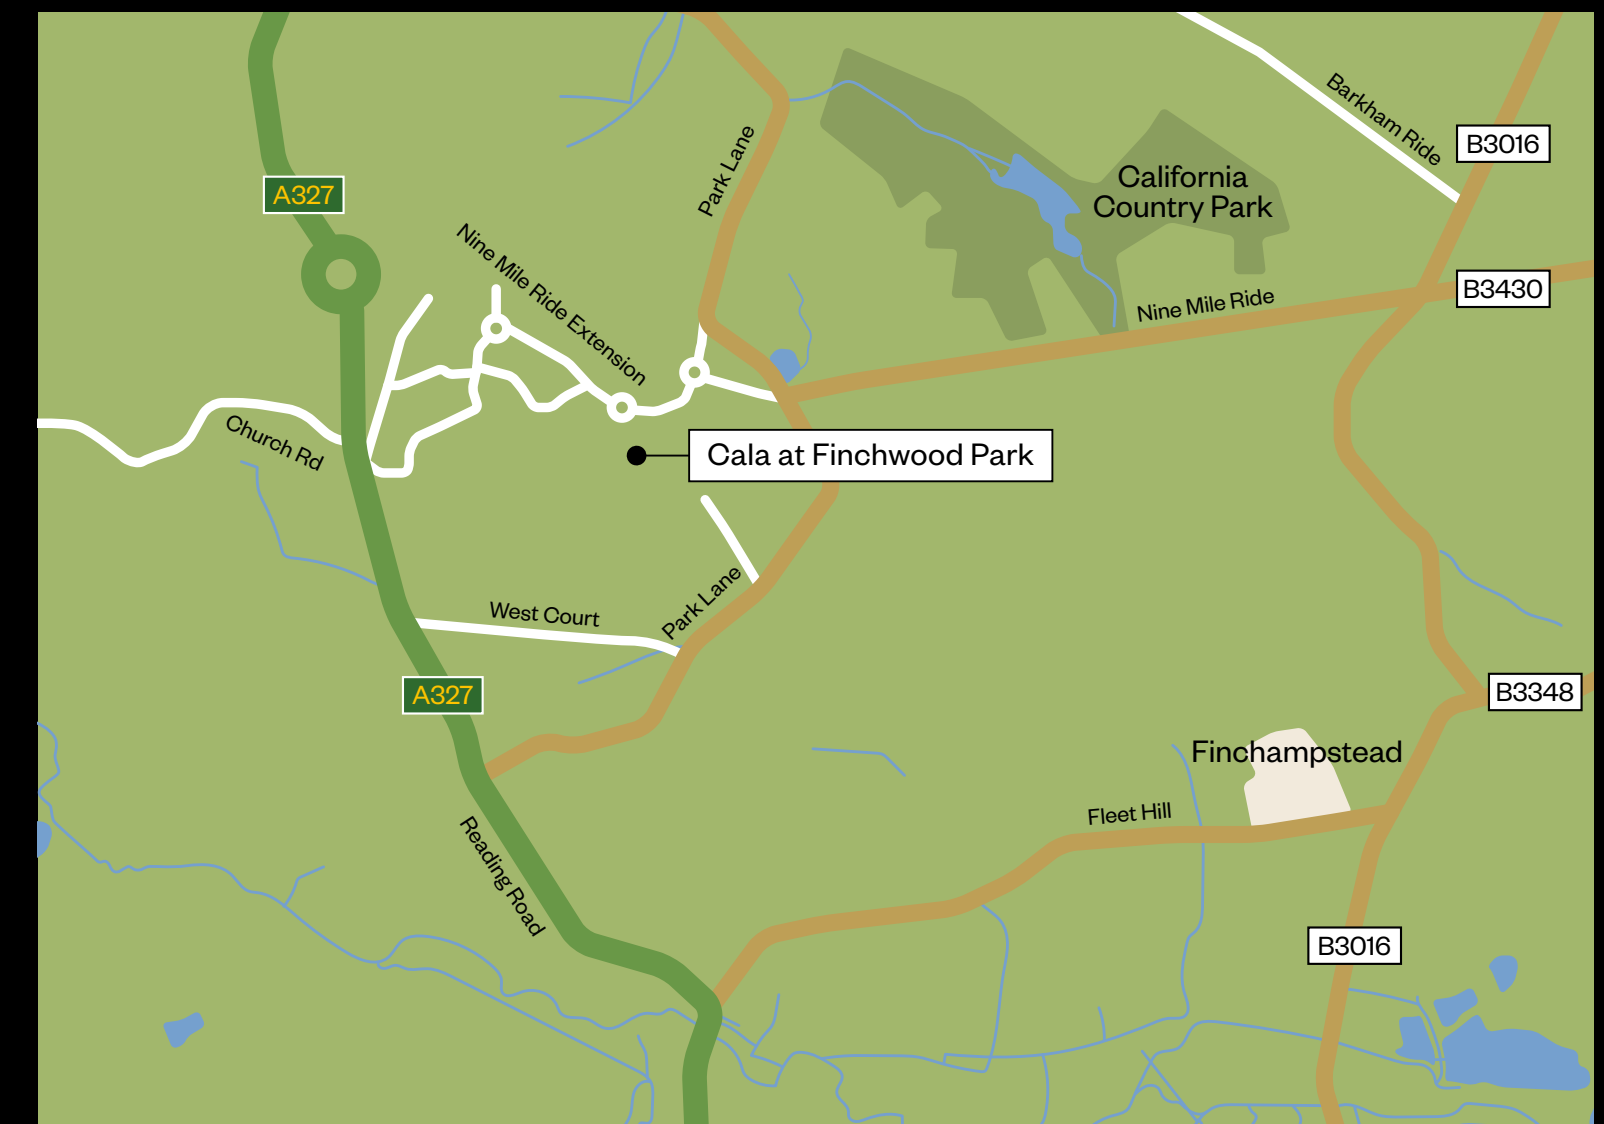 Barkham Ride
B3016
Park Lane
California
Country Park
A327
Nine Mile Ride Extension
B3430
Nine Mile Ride
Church Rd
Cala at Finchwood Park
Park Lane
West Court
A327
B3348
Finchampstead
Fleet Hill
Reading Road
B3016